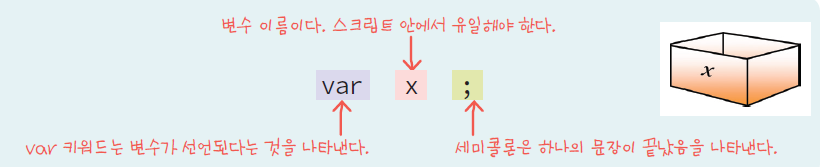 변수 이름이다. 스크립트 안에서 유일해야 한다.
x
var x ;
var 키워드는 변수가 선언된다는 것을 나타낸다.
세미콜론은 하나의 문장이 끝났음을 나타낸다.